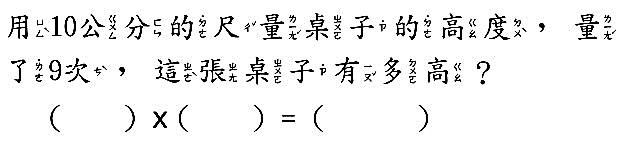 用10公分的尺量桌子的高度，量
了9次，這張桌子有多高？
（　　）×（　　）=（　　　）